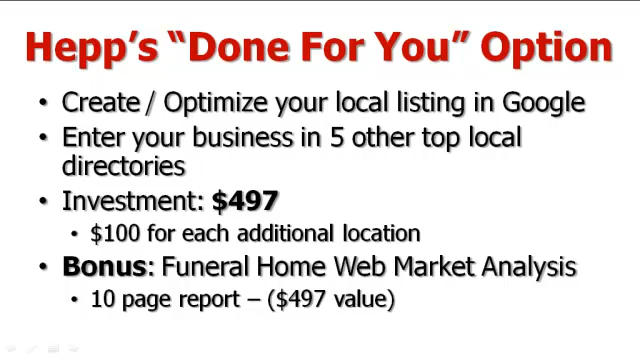 Hepp's “Done For You” Option
• Create / Optimize your local listing in Google
• Enter your business in 5 other top local
directories
• Investment: $497
• $100 for each additional location
• Bonus: Funeral Home Web Market Analysis
• 10 page report – ($497 value)